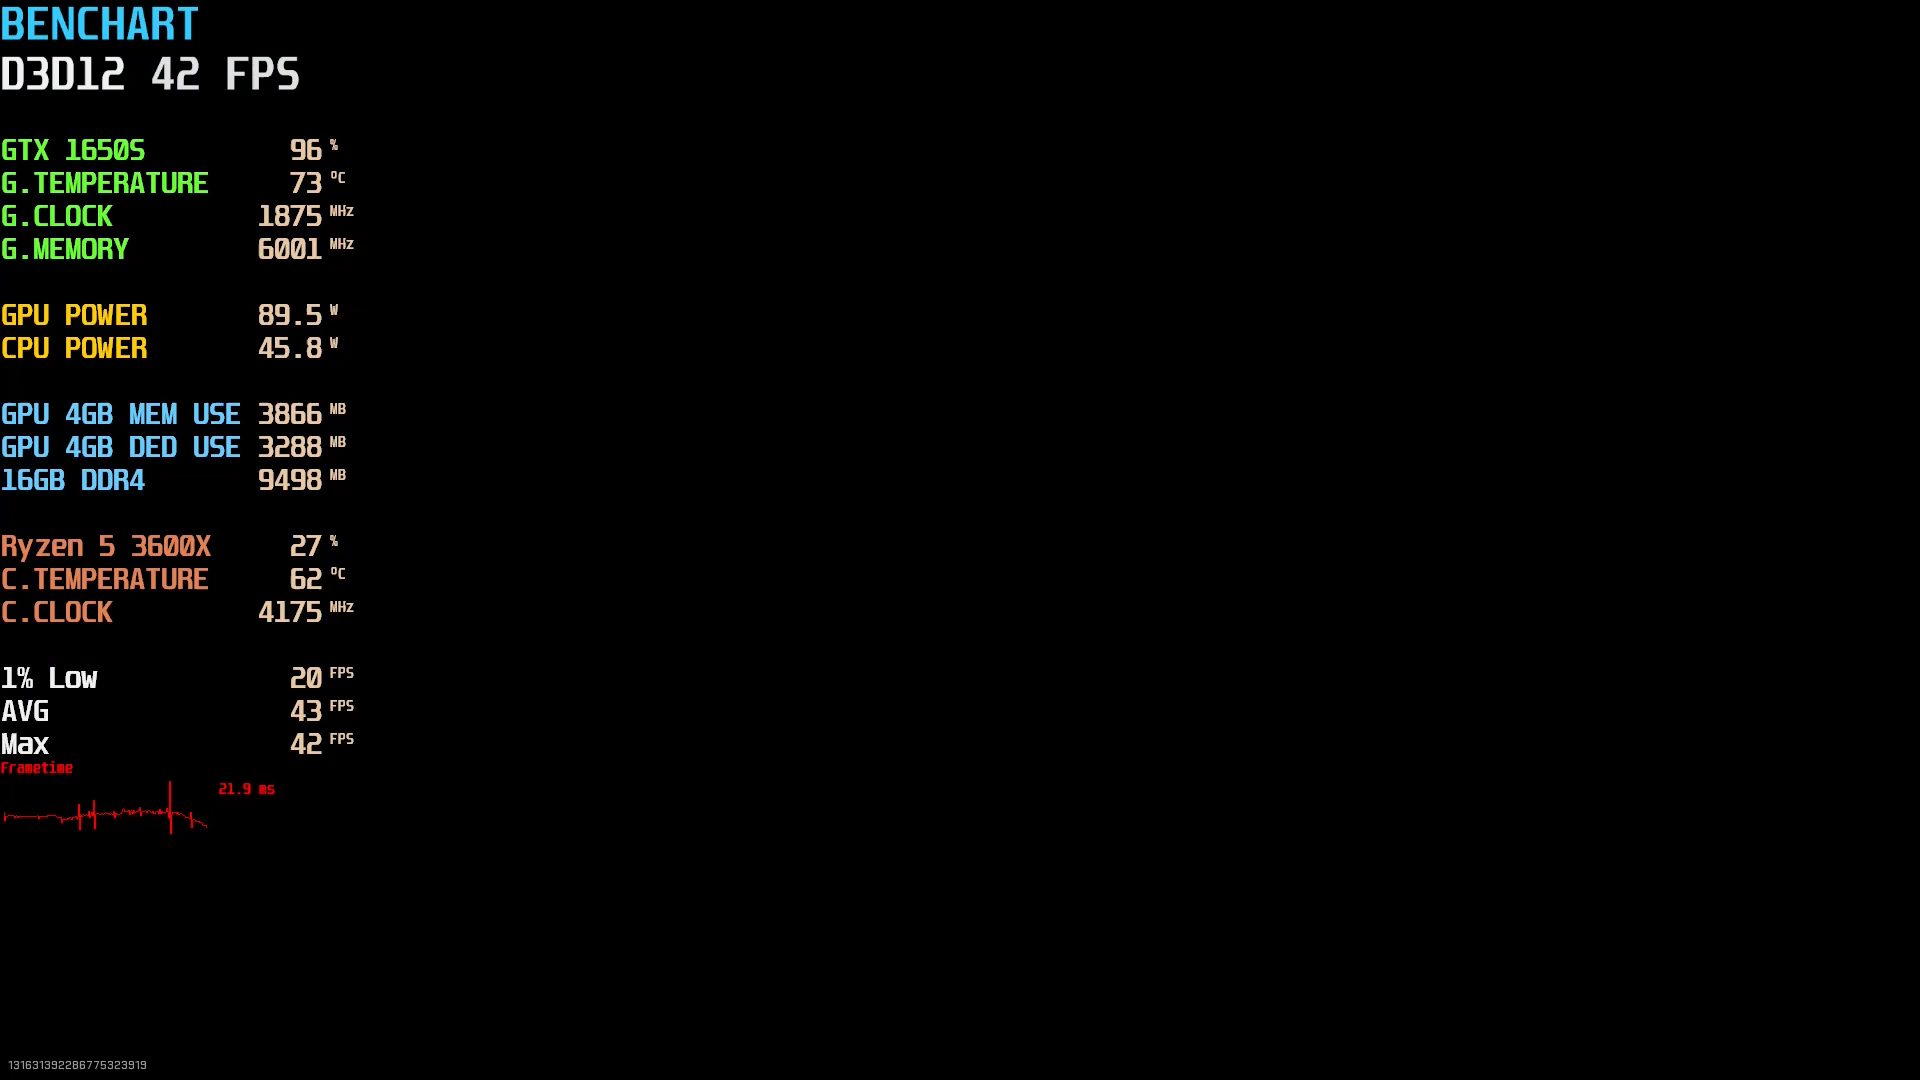 BENCHART
D3D12 42 FPS
GTX 1650S 96 %
G.TEMPERATURE 73 °C
G.CLOCK 1875 MHz
G.MEMORY 6001 MHz
GPU POWER 89.5 W
CPU POWER 45.8 W
GPU 4GB MEM USE 3866 MB
GPU 4GB DED USE 3288 MB
16GB DDR4 9498 MB
Ryzen 5 3600X 27 %
C.TEMPERATURE 62 °C
C.CLOCK 4175 MHz
1% Low 20 FPS
AVG 43 FPS
Max 42 FPS
Frametime
21.9 ms
131631392286775323919